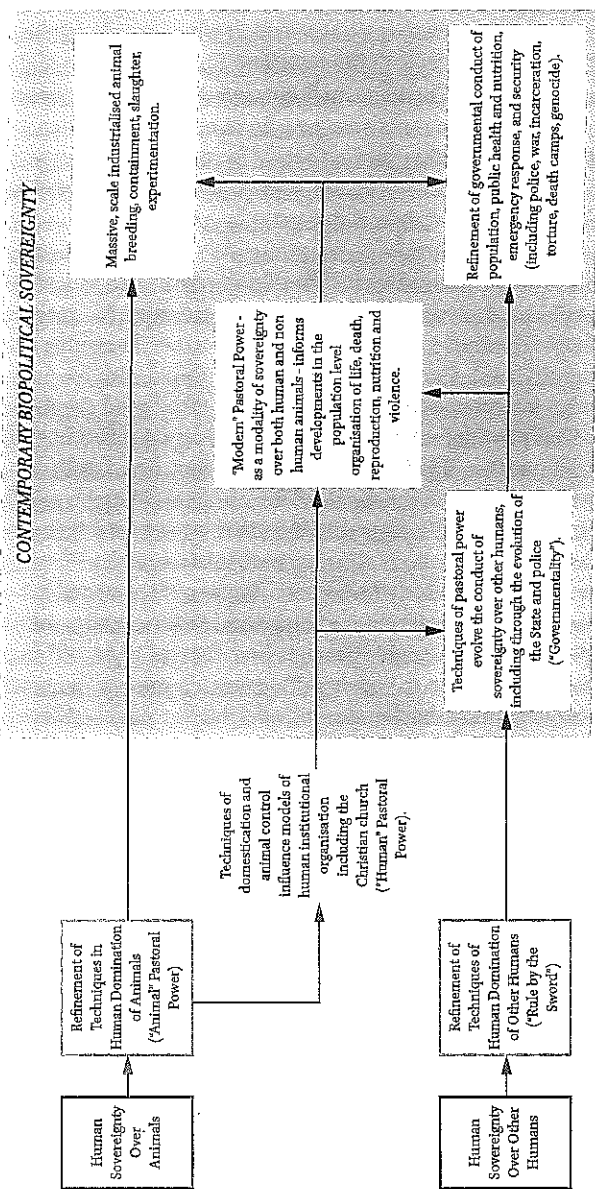 CONTEMPORARY BIOPOLITICAL SOVEREIGNTY
Human
Sovereignty
Over
Animals
Refinement of
Techniques in
Human Domination
of Animals
("Animal" Pastoral
Power)
Massive, scale industrialised animal
breeding, containment, slaughter,
experimentation.
Techniques of
domestication and
animal control
influence models of
human institutional
organisation
including the
Christian church
("Human" Pastoral
Power).
"Modern" Pastoral Power -
as a modality of sovereignty
over both human and non
human animals - informs
developments in the
population level
organisation of life, death,
reproduction, nutrition and
violence.
Human
Sovereignty
Over Other
Humans
Refinement of
Techniques of
Human Domination
of Other Humans
("Rule by the
Sword")
Techniques of pastoral power
evolve the conduct of
sovereignty over other humans,
including through the evolution of
the State and police
("Governmentality").
Refinement of governmental conduct of
population, public health and nutrition,
emergency response, and security
(including police, war, incarceration,
torture, death camps, genocide).